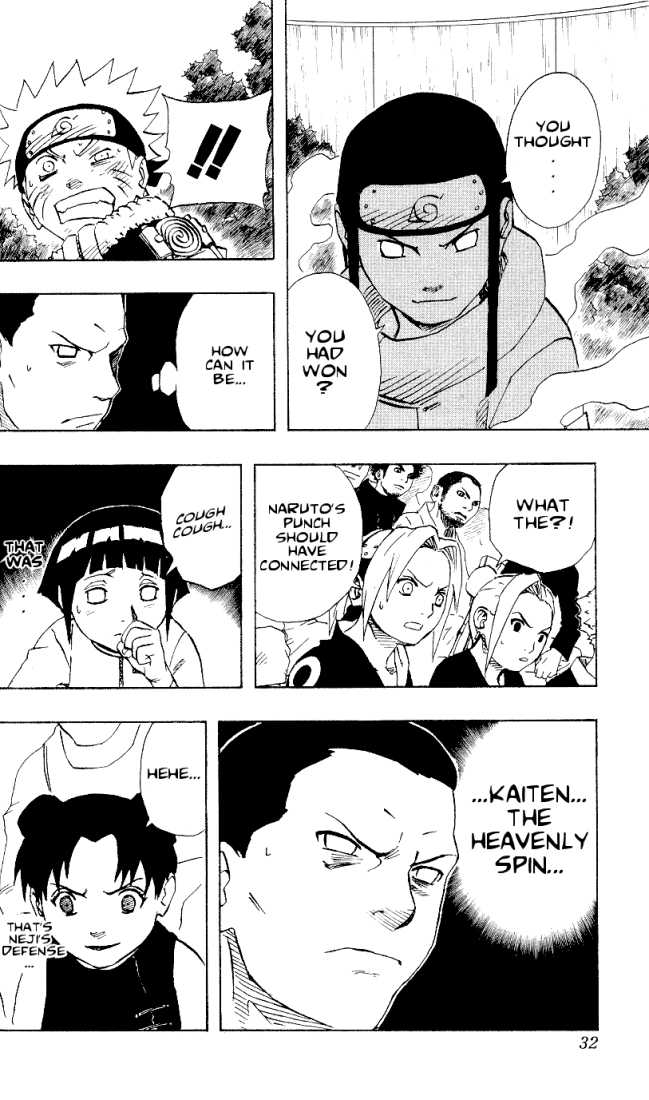 YOU
THOUGHT
. . .
YOU
HAD
WON
?
!!
HOW
CAN IT
BE...
WHAT
THE?!
NARUTO'S
PUNCH
SHOULD
HAVE
CONNECTED!
COUGH
COUGH...
THAT
WAS
...KAITEN...
THE
HEAVENLY
SPIN...
HEHE...
THAT'S
NEJI'S
DEFENSE
...
32